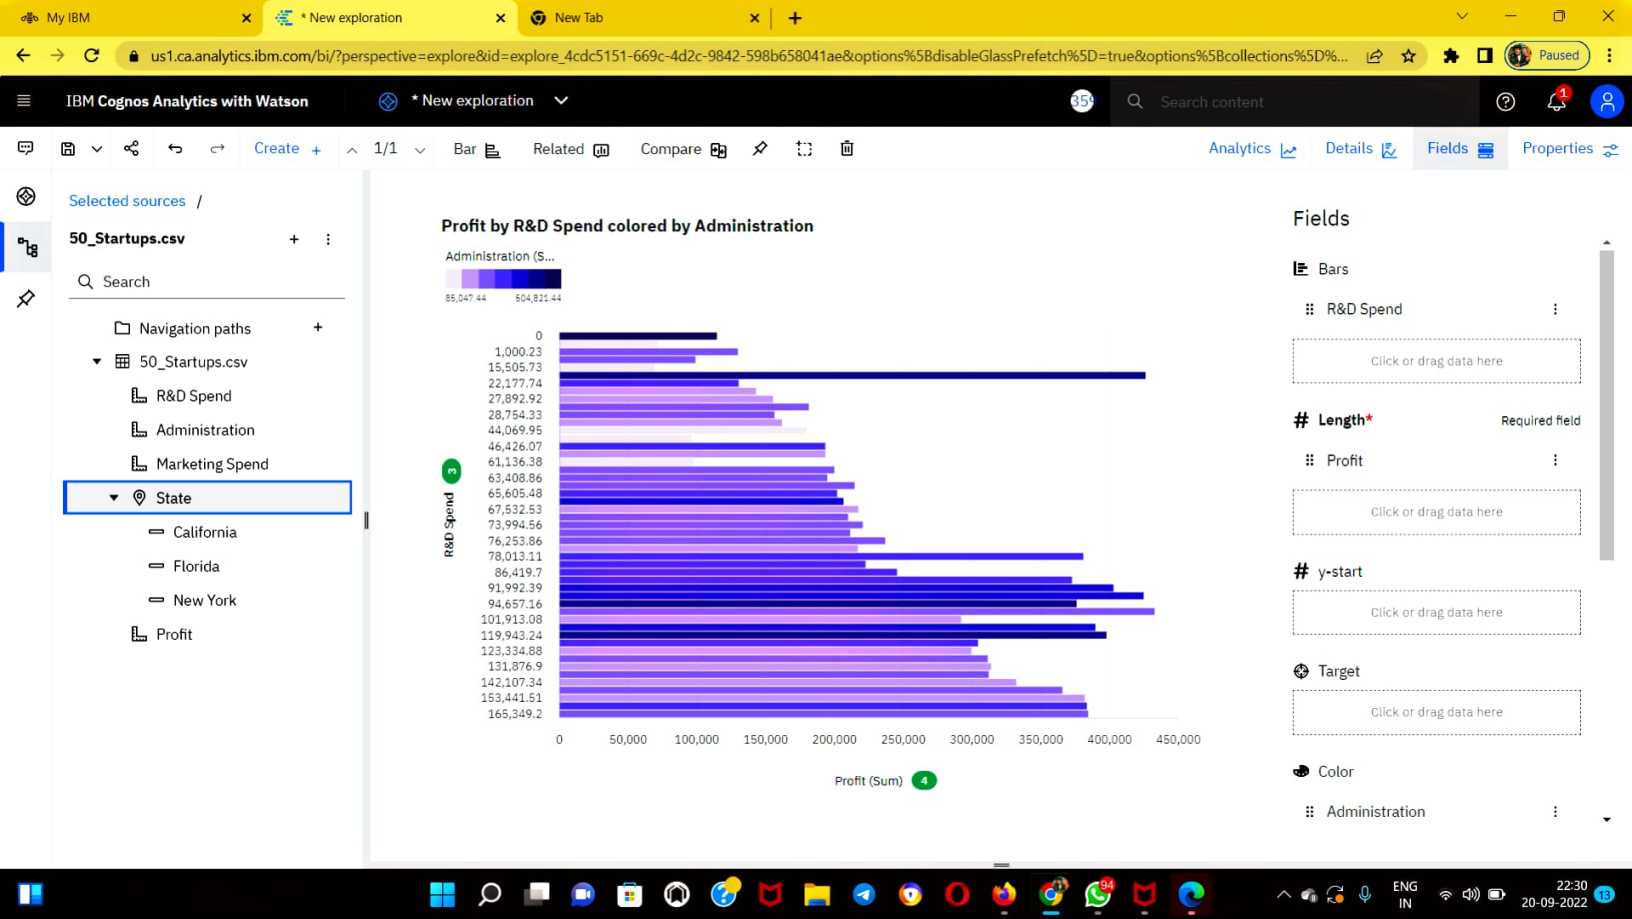 My IBM
* New exploration
New Tab
us1.ca.analytics.ibm.com/bi/?perspective=explore&id=explore_4cdc5151-669c-4d2c-9842-598b658041ae&options%5BdisableGlassPrefetch%5D=true&options%5Bcollections%5D%...
Paused
IBM Cognos Analytics with Watson
* New exploration
359
Search content
1
Create
1/1
Bar
Related
Compare
Analytics
Details
Fields
Properties
Selected sources /
50_Startups.csv
Search
Navigation paths
50_Startups.csv
R&D Spend
Administration
Marketing Spend
State
California
Florida
New York
Profit
Profit by R&D Spend colored by Administration
Administration (S...
85,047.44 504,821.44
0
1,000.23
15,505.73
22,177.74
27,892.92
28,754.33
44,069.95
46,426.07
61,136.38
63,408.86
65,605.48
67,532.53
73,994.56
76,253.86
78,013.11
86,419.7
91,992.39
94,657.16
101,913.08
119,943.24
123,334.88
131,876.9
142,107.34
153,441.51
165,349.2
R&D Spend 3
0 50,000 100,000 150,000 200,000 250,000 300,000 350,000 400,000 450,000
Profit (Sum) 4
Fields
Bars
R&D Spend
Click or drag data here
Length* Required field
Profit
Click or drag data here
y-start
Click or drag data here
Target
Click or drag data here
Color
Administration
94
ENG
IN
22:30
20-09-2022
13